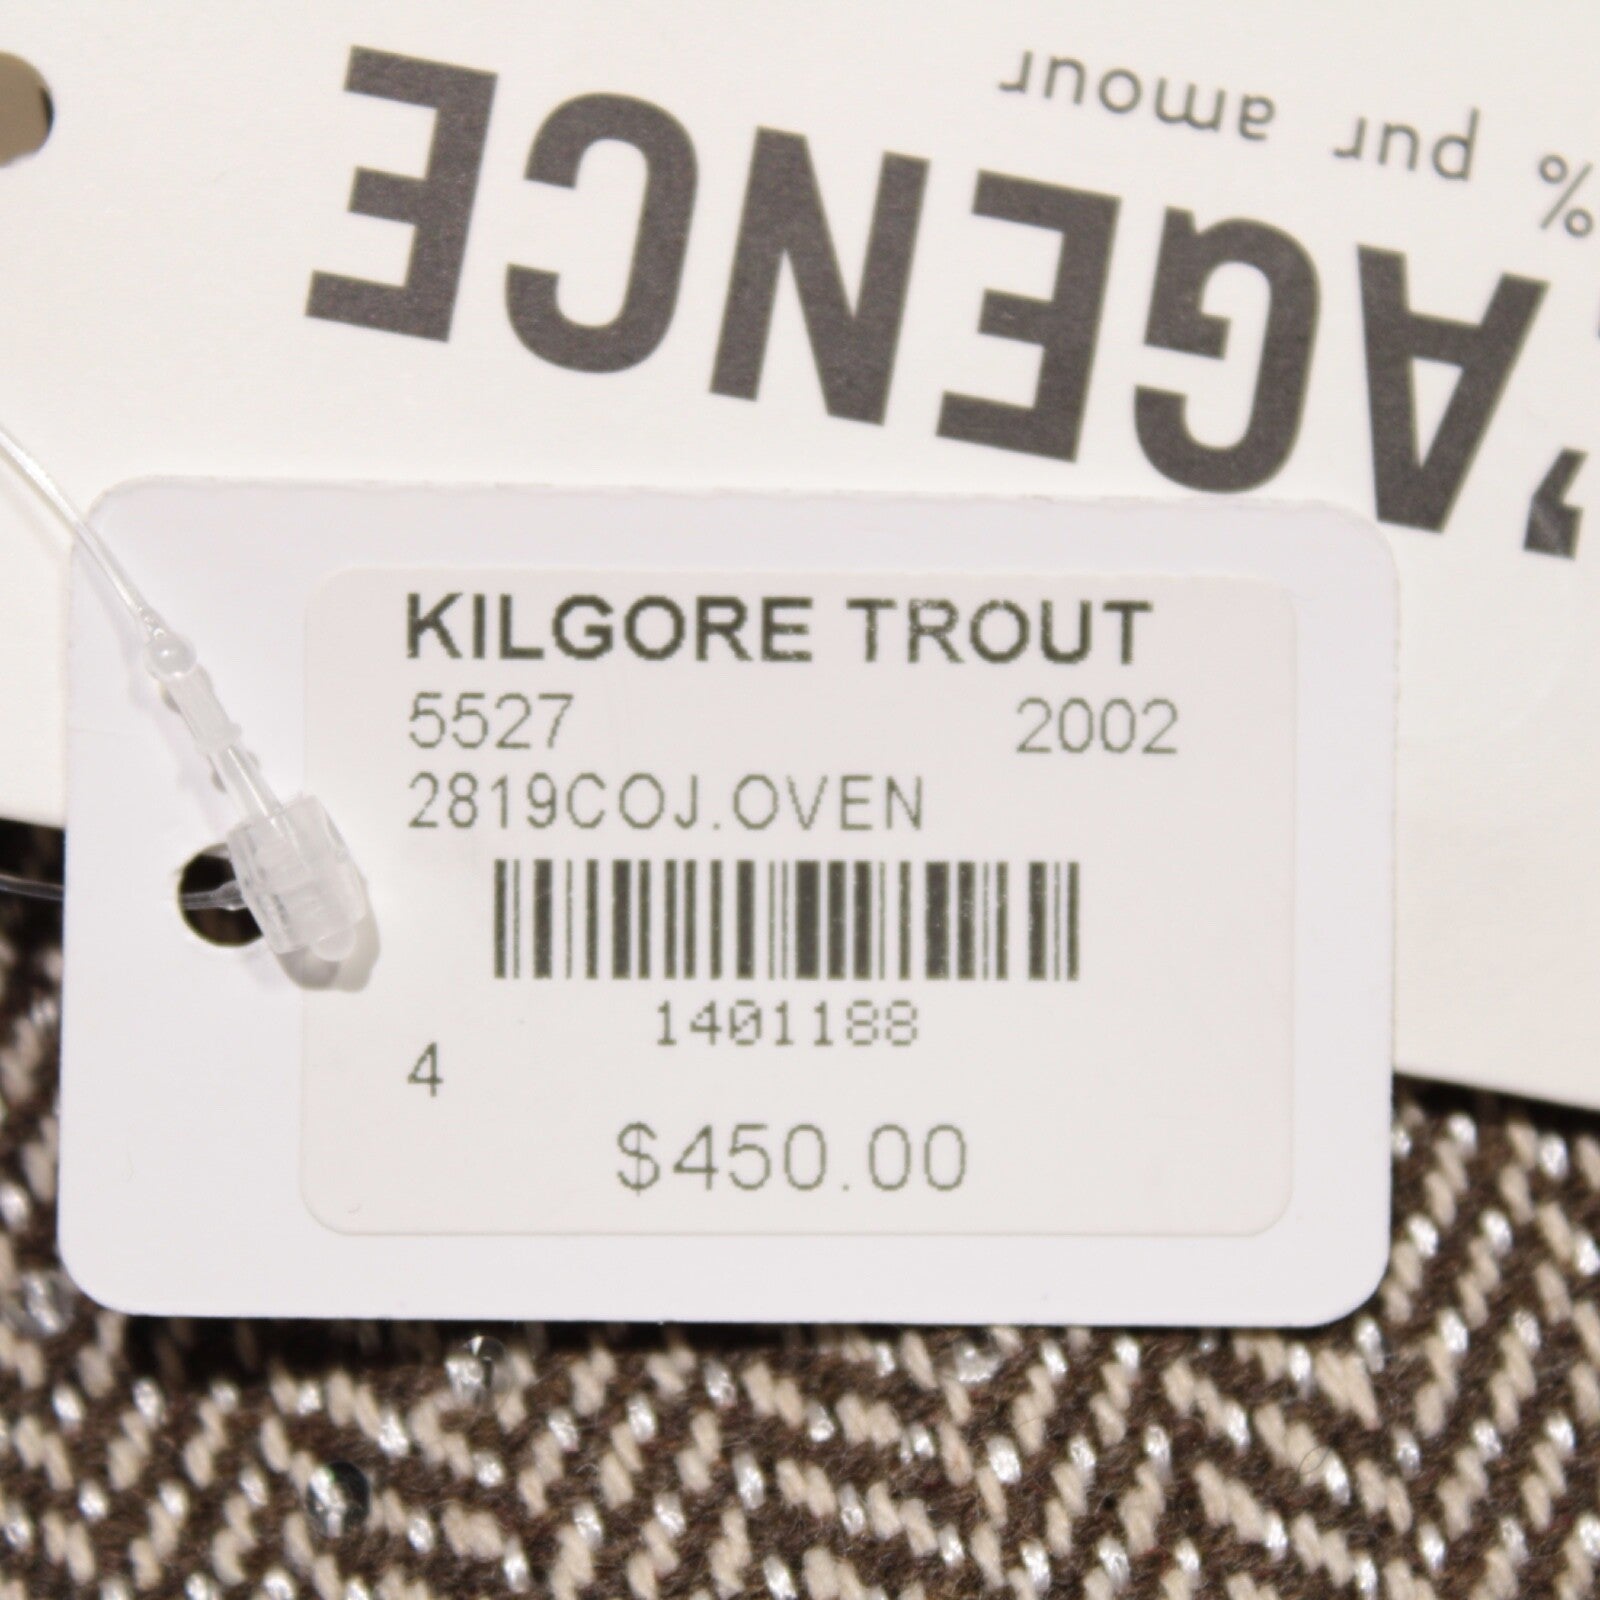 % pur amour
'AGENCE
KILGORE TROUT
5527 2002
2819COJ.OVEN
1401188
4
$450.00